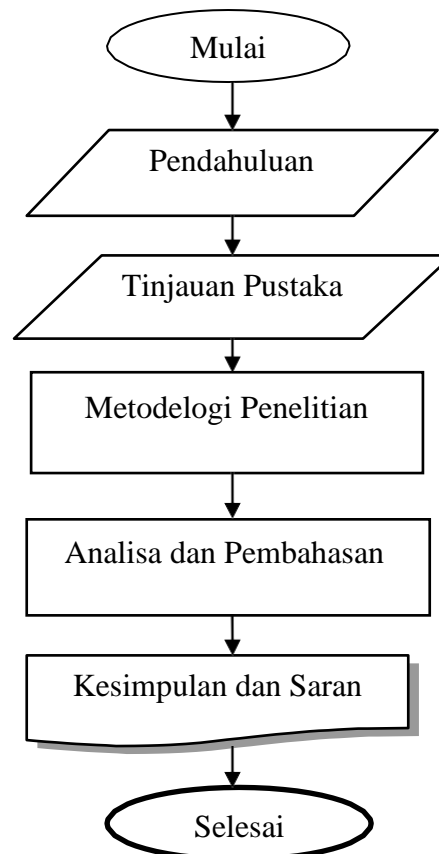 Mulai
Pendahuluan
Tinjauan Pustaka
Metodelogi Penelitian
Analisa dan Pembahasan
Kesimpulan dan Saran
Selesai